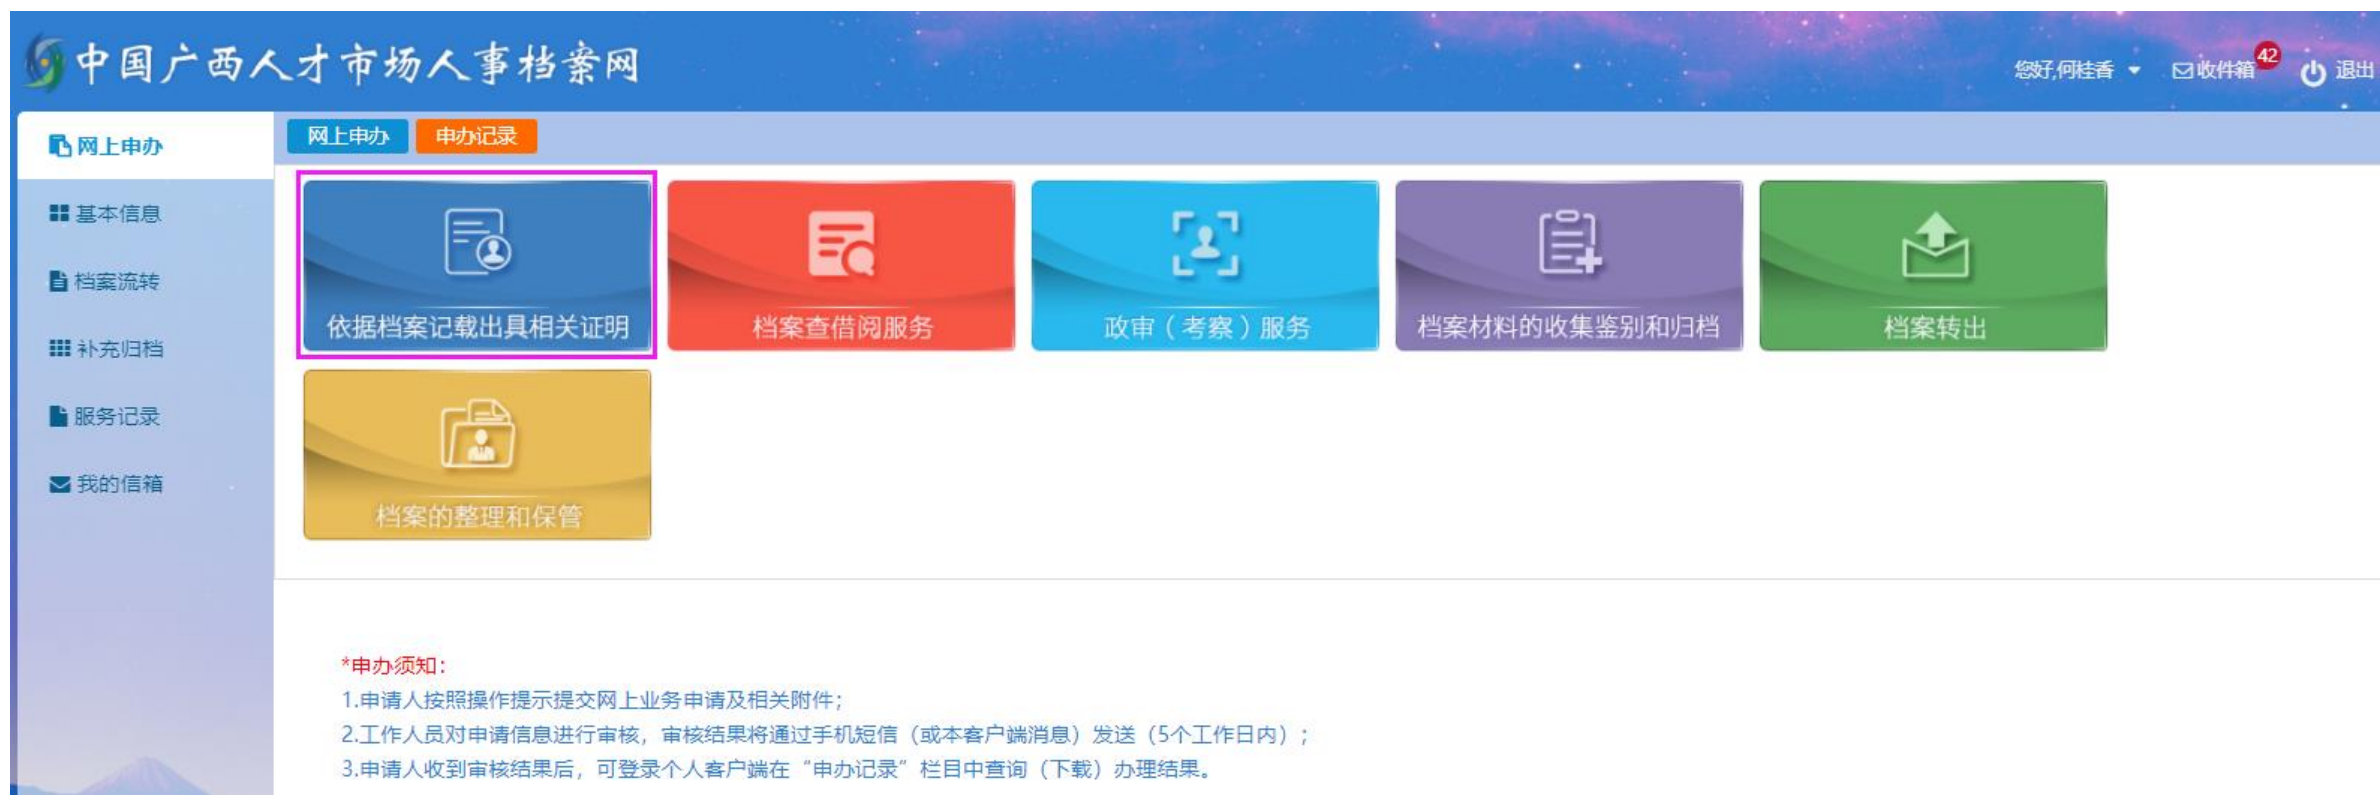 中国广西人才市场人事档案网
您好,何桂香 收件箱 42 退出
网上申办
基本信息
档案流转
补充归档
服务记录
我的信箱
网上申办 申办记录
依据档案记载出具相关证明
档案查借阅服务
政审（考察）服务
档案材料的收集鉴别和归档
档案转出
档案的整理和保管
*申办须知：
1.申请人按照操作提示提交网上业务申请及相关附件；
2.工作人员对申请信息进行审核，审核结果将通过手机短信（或本客户端消息）发送（5个工作日内）；
3.申请人收到审核结果后，可登录个人客户端在“申办记录”栏目中查询（下载）办理结果。